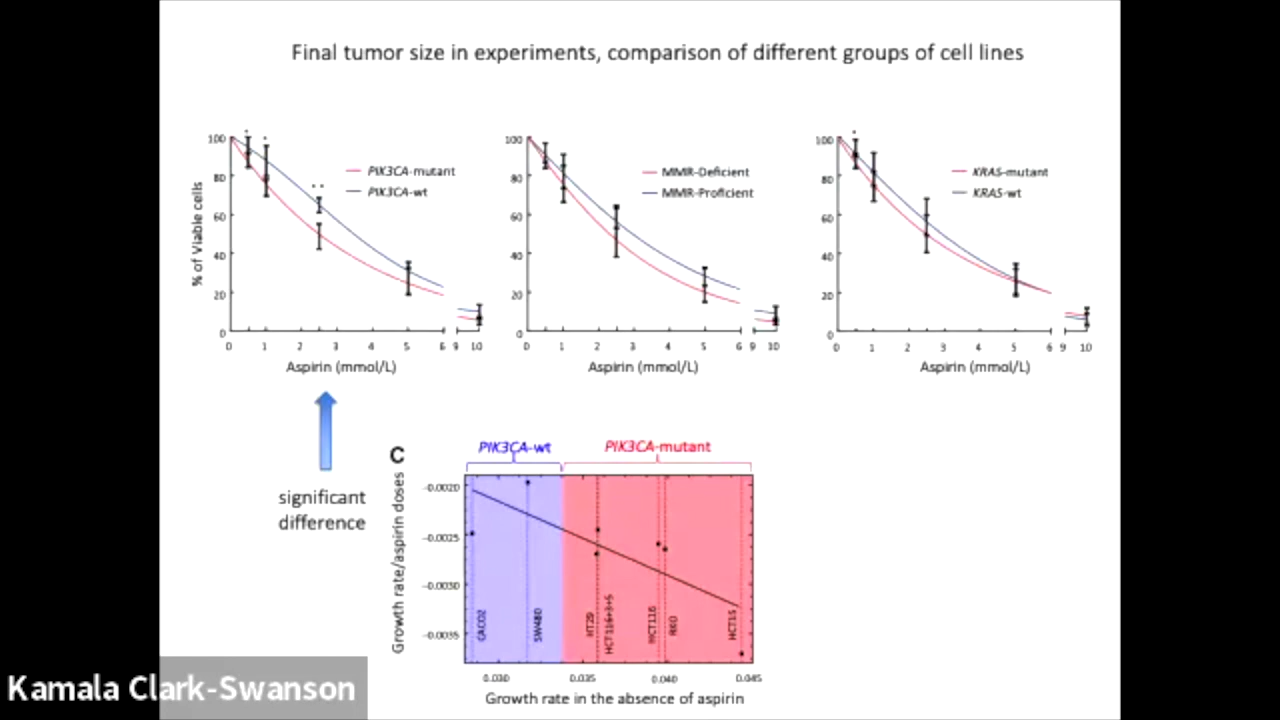 Final tumor size in experiments, comparison of different groups of cell lines
100
80
60
40
20
0
% of Viable cells
PIK3CA-mutant
PIK3CA-wt
0 1 2 3 4 5 6 9 10
Aspirin (mmol/L)
100
80
60
40
20
0
MMR-Deficient
MMR-Proficient
0 1 2 3 4 5 6 9 10
Aspirin (mmol/L)
100
80
60
40
20
0
KRAS-mutant
KRAS-wt
0 1 2 3 4 5 6 9 10
Aspirin (mmol/L)
significant
difference
C
PIK3CA-wt
PIK3CA-mutant
Growth rate/aspirin doses
-0.0020
-0.0025
-0.0030
-0.0035
CACO2
SW480
HT29
HCT116+3+5
HCT116
RKO
HCT15
0.030 0.035 0.040 0.045
Growth rate in the absence of aspirin
Kamala Clark-Swanson